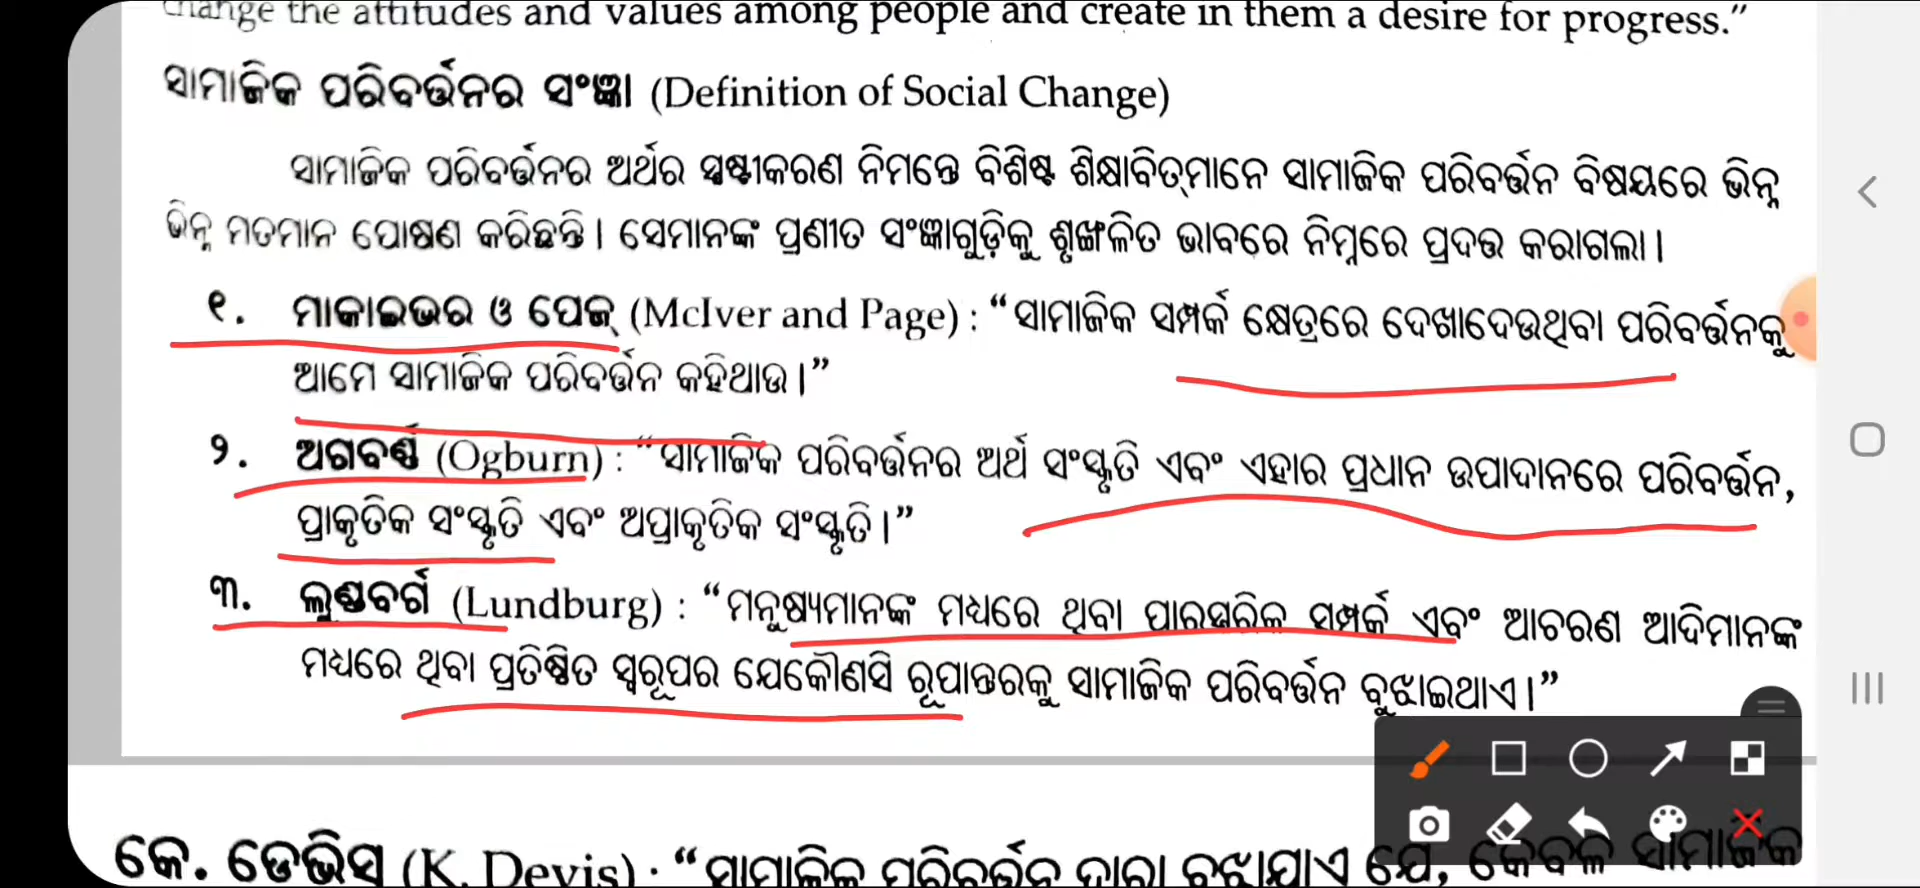 change the attitudes and values among people and create in them a desire for progress.”
ସାମାଜିକ ପରିବର୍ତ୍ତନର ସଂଜ୍ଞା (Definition of Social Change)
ସାମାଜିକ ପରିବର୍ତ୍ତନର ଅର୍ଥର ସ୍ପଷ୍ଟୀକରଣ ନିମନ୍ତେ ବିଶିଷ୍ଟ ଶିକ୍ଷାବିତ୍‌ମାନେ ସାମାଜିକ ପରିବର୍ତ୍ତନ ବିଷୟରେ ଭିନ୍ନ
ଭିନ୍ନ ମତମାନ ପୋଷଣ କରିଛନ୍ତି। ସେମାନଙ୍କ ପ୍ରଣୀତ ସଂଜ୍ଞାଗୁଡ଼ିକୁ ଶୃଙ୍ଖଳିତ ଭାବରେ ନିମ୍ନରେ ପ୍ରଦତ୍ତ କରାଗଲା।
୧. ମାକାଇଭର ଓ ପେଜ୍ (McIver and Page) : “ସାମାଜିକ ସମ୍ପର୍କ କ୍ଷେତ୍ରରେ ଦେଖାଦେଉଥିବା ପରିବର୍ତ୍ତନକୁ
ଆମେ ସାମାଜିକ ପରିବର୍ତ୍ତନ କହିଥାଉ।”
୨. ଅଗବର୍ଣ୍ଣ (Ogburn) : “ସାମାଜିକ ପରିବର୍ତ୍ତନର ଅର୍ଥ ସଂସ୍କୃତି ଏବଂ ଏହାର ପ୍ରଧାନ ଉପାଦାନରେ ପରିବର୍ତ୍ତନ,
ପ୍ରାକୃତିକ ସଂସ୍କୃତି ଏବଂ ଅପ୍ରାକୃତିକ ସଂସ୍କୃତି।”
୩. ଲୁଣ୍ଡବର୍ଗ (Lundburg) : “ମନୁଷ୍ୟମାନଙ୍କ ମଧ୍ୟରେ ଥିବା ପାରସ୍ପରିକ ସମ୍ପର୍କ ଏବଂ ଆଚରଣ ଆଦିମାନଙ୍କ
ମଧ୍ୟରେ ଥିବା ପ୍ରତିଷ୍ଠିତ ସ୍ୱରୂପର ଯେକୌଣସି ରୂପାନ୍ତରକୁ ସାମାଜିକ ପରିବର୍ତ୍ତନ ବୁଝାଇଥାଏ।”
କେ. ଡେଭିସ (K. Devis) : “ସାମାଜିକ ପରିବର୍ତ୍ତନ ଦ୍ୱାରା ବୁଝାଯାଏ ଯେ, କେବଳ ସାମାଜିକ